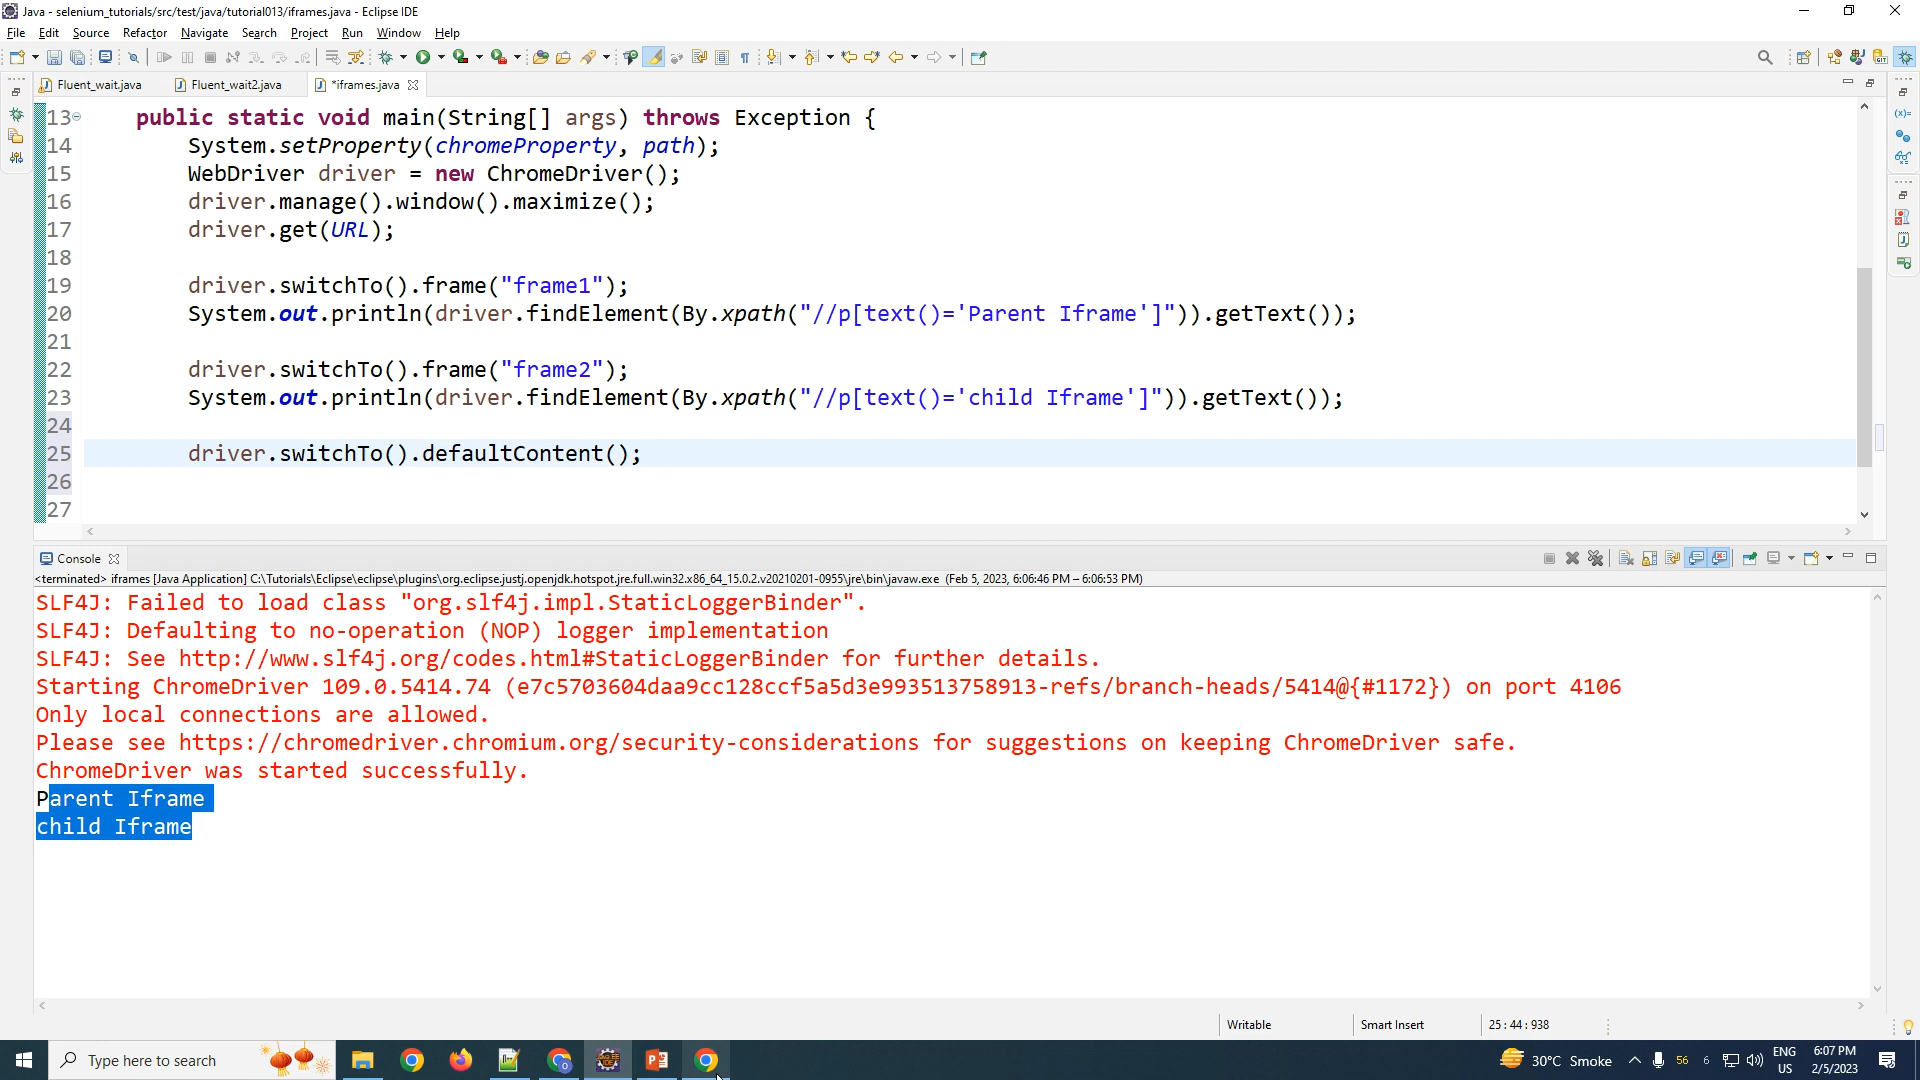 Java - selenium_tutorials/src/test/java/tutorial013/iframes.java - Eclipse IDE
File Edit Source Refactor Navigate Search Project Run Window Help
Fluent_wait.java Fluent_wait2.java *iframes.java
13 public static void main(String[] args) throws Exception {
14 System.setProperty(chromeProperty, path);
15 WebDriver driver = new ChromeDriver();
16 driver.manage().window().maximize();
17 driver.get(URL);
18
19 driver.switchTo().frame("frame1");
20 System.out.println(driver.findElement(By.xpath("//p[text()='Parent Iframe']")).getText());
21
22 driver.switchTo().frame("frame2");
23 System.out.println(driver.findElement(By.xpath("//p[text()='child Iframe']")).getText());
24
25 driver.switchTo().defaultContent();
26
27
Console
<terminated> iframes [Java Application] C:\Tutorials\Eclipse\eclipse\plugins\org.eclipse.justj.openjdk.hotspot.jre.full.win32.x86_64_15.0.2.v20210201-0955\jre\bin\javaw.exe (Feb 5, 2023, 6:06:46 PM – 6:06:53 PM)
SLF4J: Failed to load class "org.slf4j.impl.StaticLoggerBinder".
SLF4J: Defaulting to no-operation (NOP) logger implementation
SLF4J: See http://www.slf4j.org/codes.html#StaticLoggerBinder for further details.
Starting ChromeDriver 109.0.5414.74 (e7c5703604daa9cc128ccf5a5d3e993513758913-refs/branch-heads/5414@{#1172}) on port 4106
Only local connections are allowed.
Please see https://chromedriver.chromium.org/security-considerations for suggestions on keeping ChromeDriver safe.
ChromeDriver was started successfully.
Parent Iframe
child Iframe
Writable Smart Insert 25 : 44 : 938
Type here to search 30°C Smoke 56 6 ENG US 6:07 PM 2/5/2023